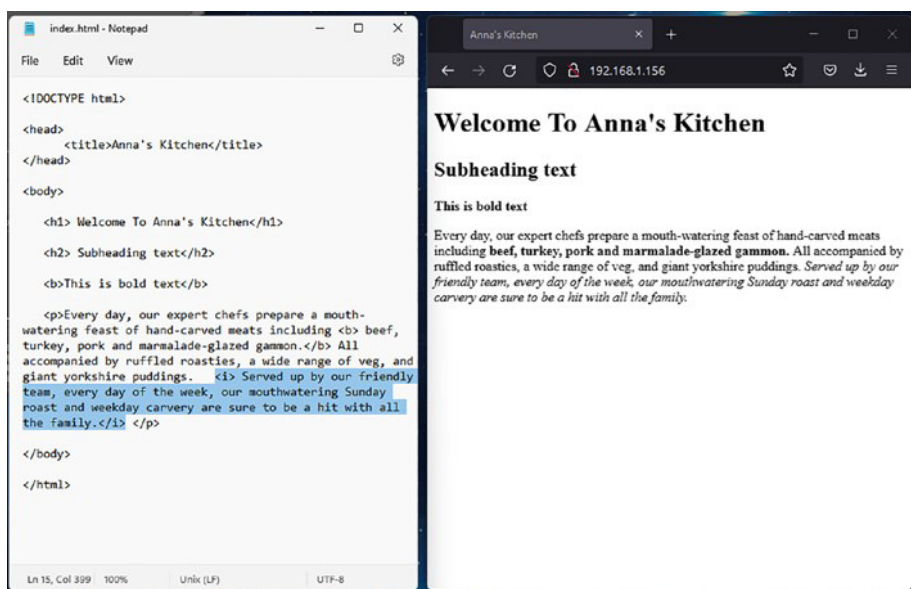 index.html - Notepad
File Edit View
<!DOCTYPE html>
<head>
<title>Anna's Kitchen</title>
</head>
<body>
<h1> Welcome To Anna's Kitchen</h1>
<h2> Subheading text</h2>
<b>This is bold text</b>
<p>Every day, our expert chefs prepare a mouth-
watering feast of hand-carved meats including <b> beef,
turkey, pork and marmalade-glazed gammon.</b> All
accompanied by ruffled roasties, a wide range of veg, and
giant yorkshire puddings. <i> Served up by our friendly
team, every day of the week, our mouthwatering Sunday
roast and weekday carvery are sure to be a hit with all
the family.</i> </p>
</body>
</html>
Ln 15, Col 399 100% Unix (LF) UTF-8
Anna's Kitchen
192.168.1.156
Welcome To Anna's Kitchen
Subheading text
This is bold text
Every day, our expert chefs prepare a mouth-watering feast of hand-carved meats
including beef, turkey, pork and marmalade-glazed gammon. All accompanied by
ruffled roasties, a wide range of veg, and giant yorkshire puddings. Served up by our
friendly team, every day of the week, our mouthwatering Sunday roast and weekday
carvery are sure to be a hit with all the family.